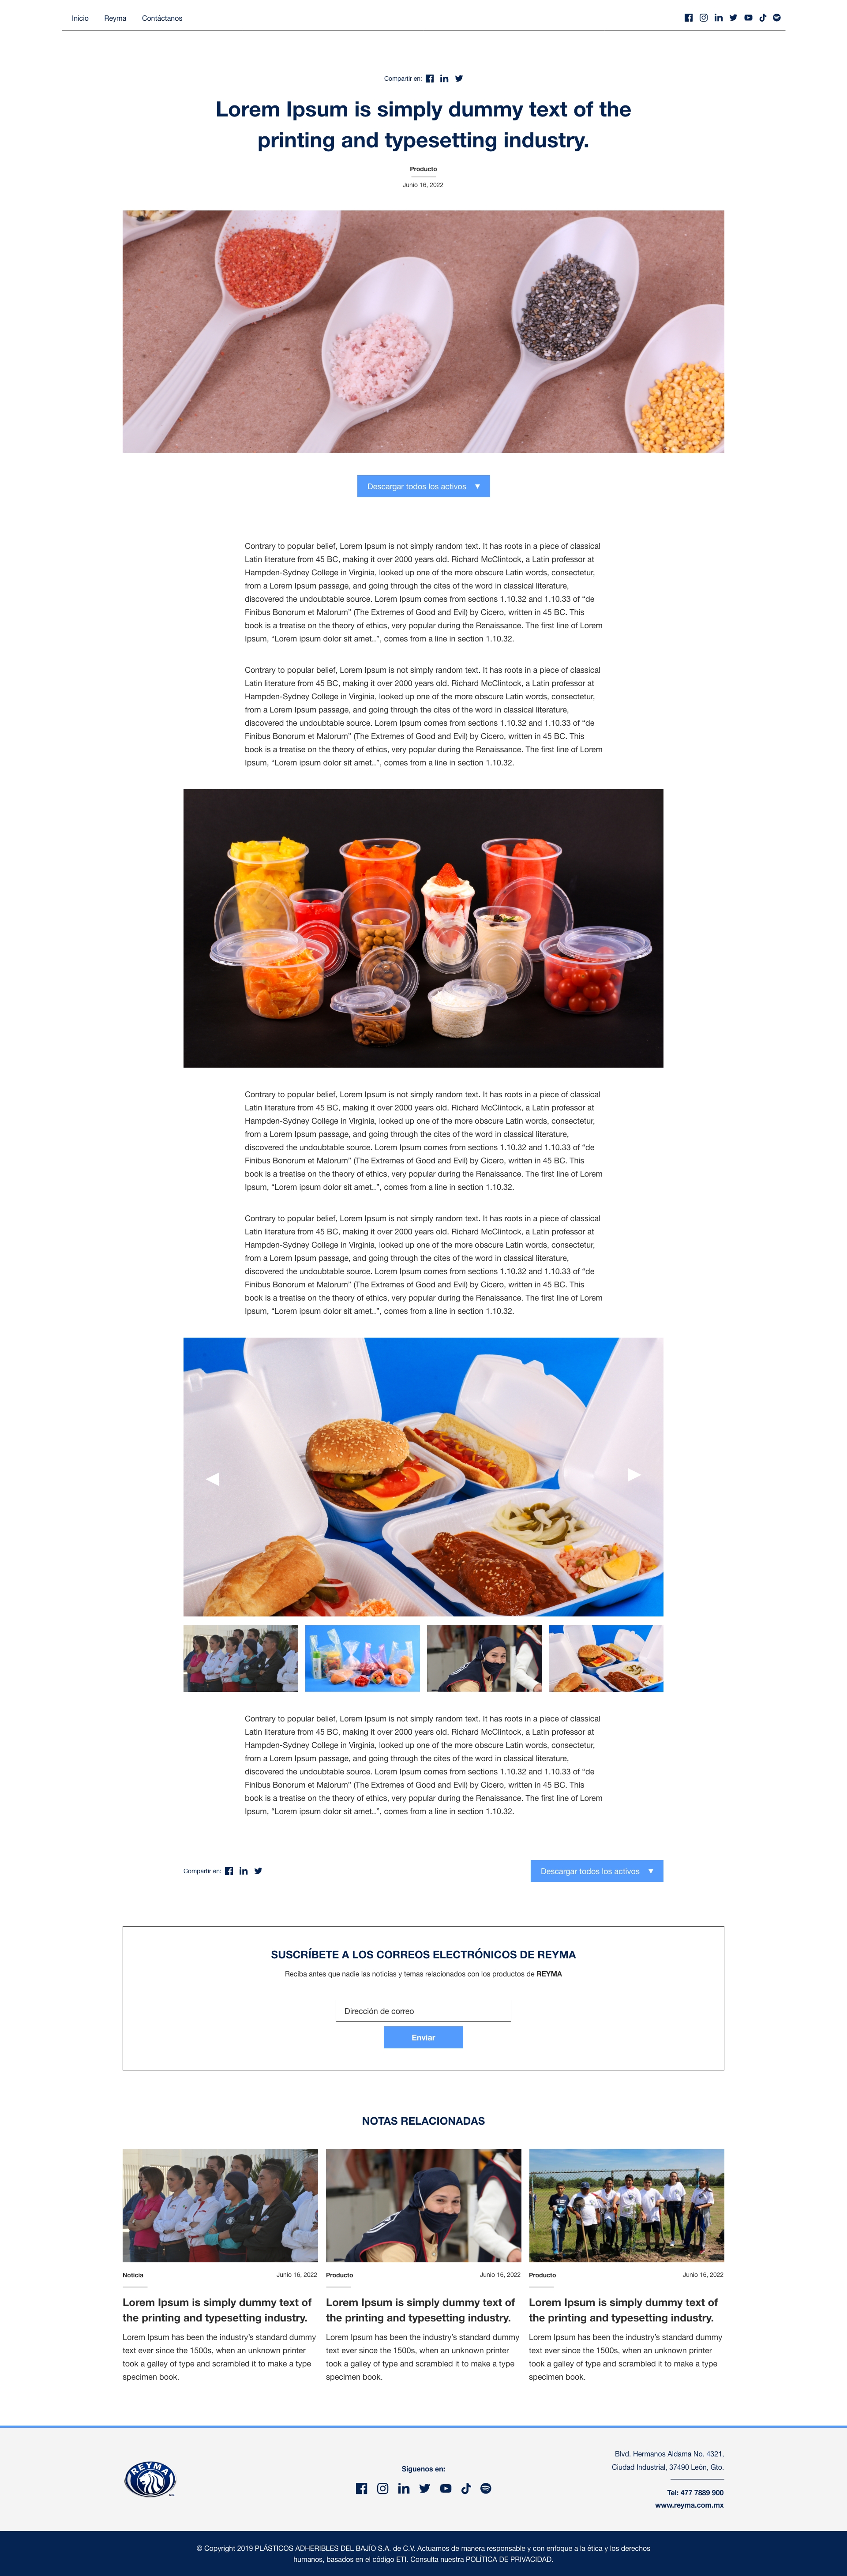 Inicio Reyma Contáctanos
Compartir en:
Lorem Ipsum is simply dummy text of the
printing and typesetting industry.
Producto
Junio 16, 2022
Descargar todos los activos
Contrary to popular belief, Lorem Ipsum is not simply random text. It has roots in a piece of classical
Latin literature from 45 BC, making it over 2000 years old. Richard McClintock, a Latin professor at
Hampden-Sydney College in Virginia, looked up one of the more obscure Latin words, consectetur,
from a Lorem Ipsum passage, and going through the cites of the word in classical literature,
discovered the undoubtable source. Lorem Ipsum comes from sections 1.10.32 and 1.10.33 of “de
Finibus Bonorum et Malorum” (The Extremes of Good and Evil) by Cicero, written in 45 BC. This
book is a treatise on the theory of ethics, very popular during the Renaissance. The first line of Lorem
Ipsum, “Lorem ipsum dolor sit amet..”, comes from a line in section 1.10.32.
Contrary to popular belief, Lorem Ipsum is not simply random text. It has roots in a piece of classical
Latin literature from 45 BC, making it over 2000 years old. Richard McClintock, a Latin professor at
Hampden-Sydney College in Virginia, looked up one of the more obscure Latin words, consectetur,
from a Lorem Ipsum passage, and going through the cites of the word in classical literature,
discovered the undoubtable source. Lorem Ipsum comes from sections 1.10.32 and 1.10.33 of “de
Finibus Bonorum et Malorum” (The Extremes of Good and Evil) by Cicero, written in 45 BC. This
book is a treatise on the theory of ethics, very popular during the Renaissance. The first line of Lorem
Ipsum, “Lorem ipsum dolor sit amet..”, comes from a line in section 1.10.32.
Contrary to popular belief, Lorem Ipsum is not simply random text. It has roots in a piece of classical
Latin literature from 45 BC, making it over 2000 years old. Richard McClintock, a Latin professor at
Hampden-Sydney College in Virginia, looked up one of the more obscure Latin words, consectetur,
from a Lorem Ipsum passage, and going through the cites of the word in classical literature,
discovered the undoubtable source. Lorem Ipsum comes from sections 1.10.32 and 1.10.33 of “de
Finibus Bonorum et Malorum” (The Extremes of Good and Evil) by Cicero, written in 45 BC. This
book is a treatise on the theory of ethics, very popular during the Renaissance. The first line of Lorem
Ipsum, “Lorem ipsum dolor sit amet..”, comes from a line in section 1.10.32.
Contrary to popular belief, Lorem Ipsum is not simply random text. It has roots in a piece of classical
Latin literature from 45 BC, making it over 2000 years old. Richard McClintock, a Latin professor at
Hampden-Sydney College in Virginia, looked up one of the more obscure Latin words, consectetur,
from a Lorem Ipsum passage, and going through the cites of the word in classical literature,
discovered the undoubtable source. Lorem Ipsum comes from sections 1.10.32 and 1.10.33 of “de
Finibus Bonorum et Malorum” (The Extremes of Good and Evil) by Cicero, written in 45 BC. This
book is a treatise on the theory of ethics, very popular during the Renaissance. The first line of Lorem
Ipsum, “Lorem ipsum dolor sit amet..”, comes from a line in section 1.10.32.
Contrary to popular belief, Lorem Ipsum is not simply random text. It has roots in a piece of classical
Latin literature from 45 BC, making it over 2000 years old. Richard McClintock, a Latin professor at
Hampden-Sydney College in Virginia, looked up one of the more obscure Latin words, consectetur,
from a Lorem Ipsum passage, and going through the cites of the word in classical literature,
discovered the undoubtable source. Lorem Ipsum comes from sections 1.10.32 and 1.10.33 of “de
Finibus Bonorum et Malorum” (The Extremes of Good and Evil) by Cicero, written in 45 BC. This
book is a treatise on the theory of ethics, very popular during the Renaissance. The first line of Lorem
Ipsum, “Lorem ipsum dolor sit amet..”, comes from a line in section 1.10.32.
Compartir en:
Descargar todos los activos
SUSCRÍBETE A LOS CORREOS ELECTRÓNICOS DE REYMA
Reciba antes que nadie las noticias y temas relacionados con los productos de REYMA
Dirección de correo
Enviar
NOTAS RELACIONADAS
Noticia Junio 16, 2022
Lorem Ipsum is simply dummy text of
the printing and typesetting industry.
Lorem Ipsum has been the industry’s standard dummy
text ever since the 1500s, when an unknown printer
took a galley of type and scrambled it to make a type
specimen book.
Producto Junio 16, 2022
Lorem Ipsum is simply dummy text of
the printing and typesetting industry.
Lorem Ipsum has been the industry’s standard dummy
text ever since the 1500s, when an unknown printer
took a galley of type and scrambled it to make a type
specimen book.
Producto Junio 16, 2022
Lorem Ipsum is simply dummy text of
the printing and typesetting industry.
Lorem Ipsum has been the industry’s standard dummy
text ever since the 1500s, when an unknown printer
took a galley of type and scrambled it to make a type
specimen book.
REYMA
Síguenos en:
Blvd. Hermanos Aldama No. 4321,
Ciudad Industrial, 37490 León, Gto.
Tel: 477 7889 900
www.reyma.com.mx
© Copyright 2019 PLÁSTICOS ADHERIBLES DEL BAJÍO S.A. de C.V. Actuamos de manera responsable y con enfoque a la ética y los derechos
humanos, basados en el código ETI. Consulta nuestra POLÍTICA DE PRIVACIDAD.